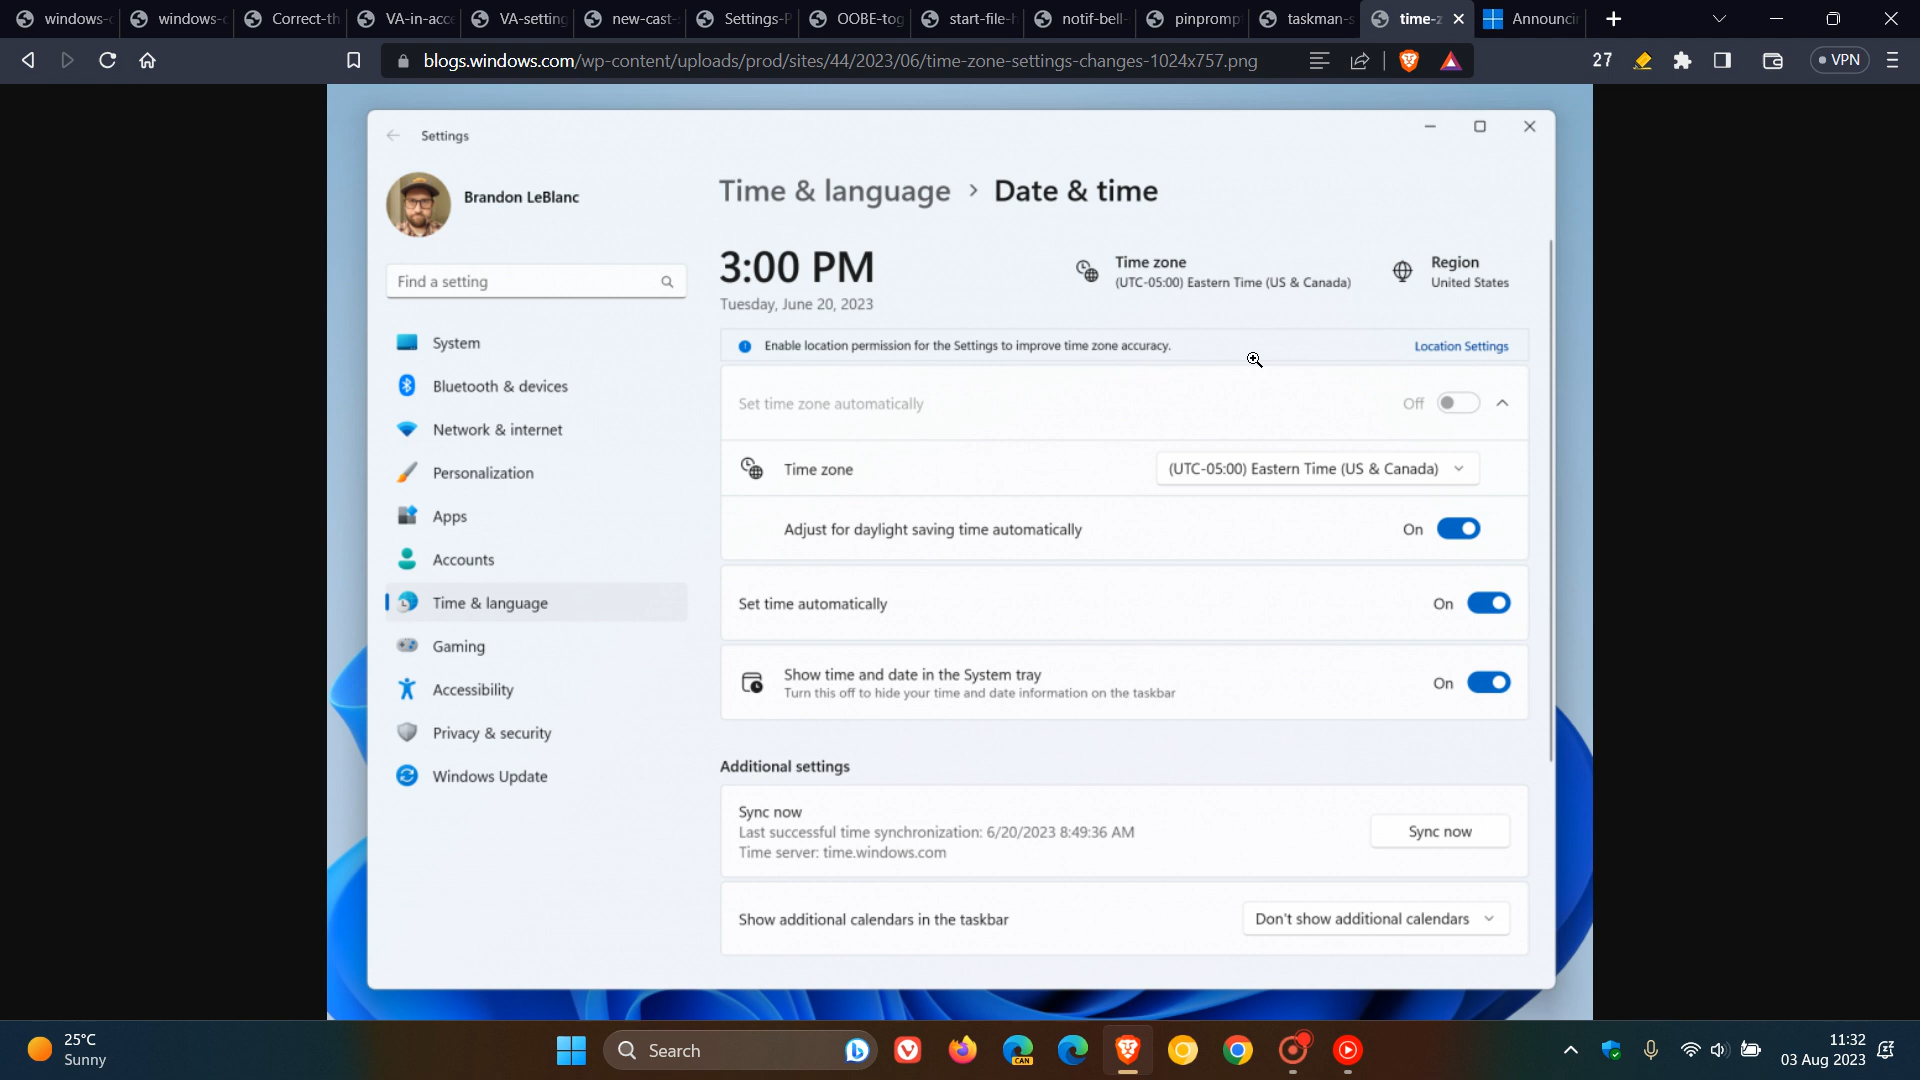 windows-
windows-
Correct-th
VA-in-acce
VA-setting
new-cast-
Settings-P
OOBE-tog
start-file-h
notif-bell-
pinpromp
taskman-s
time-z
Announcin
blogs.windows.com/wp-content/uploads/prod/sites/44/2023/06/time-zone-settings-changes-1024x757.png
27
VPN
Settings
Brandon LeBlanc
Find a setting
System
Bluetooth & devices
Network & internet
Personalization
Apps
Accounts
Time & language
Gaming
Accessibility
Privacy & security
Windows Update
Time & language > Date & time
3:00 PM
Tuesday, June 20, 2023
Time zone
(UTC-05:00) Eastern Time (US & Canada)
Region
United States
Enable location permission for the Settings to improve time zone accuracy.
Location Settings
Set time zone automatically
Off
Time zone
(UTC-05:00) Eastern Time (US & Canada)
Adjust for daylight saving time automatically
On
Set time automatically
On
Show time and date in the System tray
Turn this off to hide your time and date information on the taskbar
On
Additional settings
Sync now
Last successful time synchronization: 6/20/2023 8:49:36 AM
Time server: time.windows.com
Sync now
Show additional calendars in the taskbar
Don't show additional calendars
25°C
Sunny
Search
CAN
11:32
03 Aug 2023